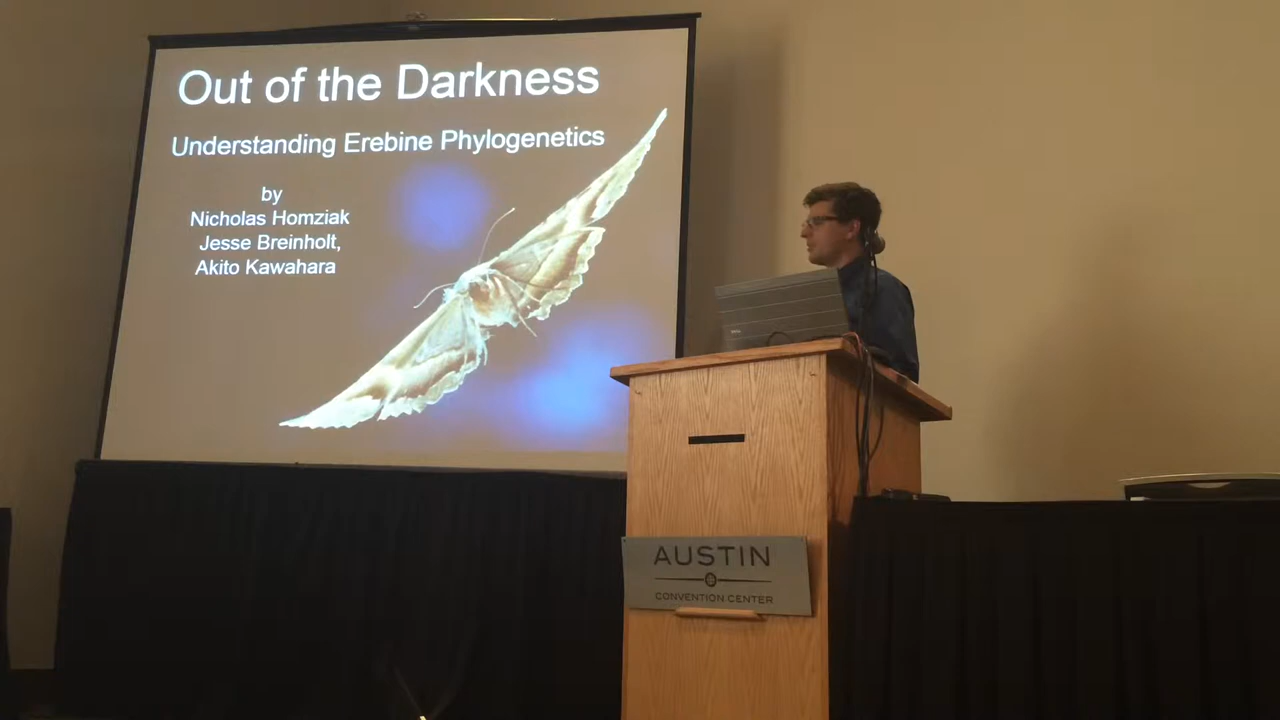 Out of the Darkness
Understanding Erebine Phylogenetics
by
Nicholas Homziak
Jesse Breinholt,
Akito Kawahara
AUSTIN
CONVENTION CENTER